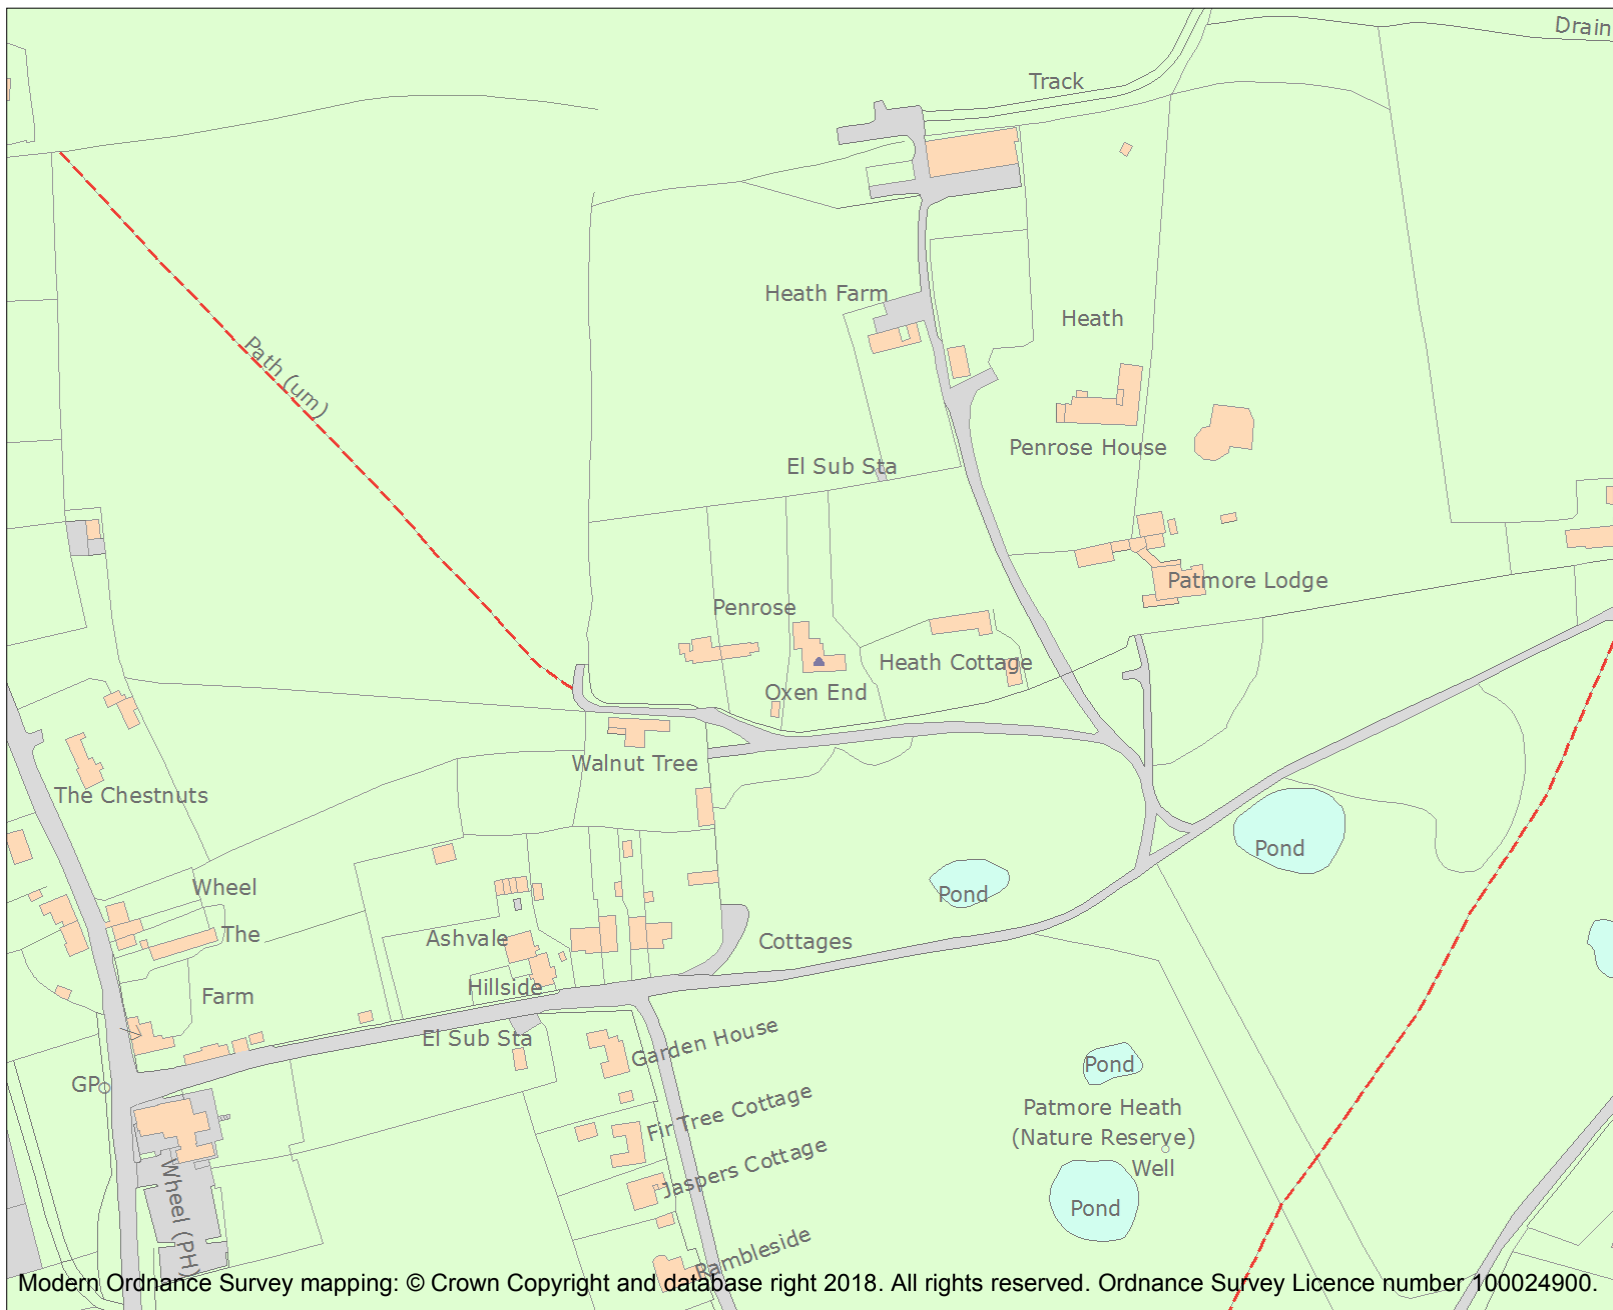 Drain
Track
Heath Farm
Heath
Path (um)
Penrose House
El Sub Sta
Patmore Lodge
Penrose
Heath Cottage
Oxen End
Walnut Tree
The Chestnuts
Pond
Wheel
Pond
The
Ashvale
Cottages
Hillside
Farm
El Sub Sta
Garden House
GP
Pond
Fir Tree Cottage
Patmore Heath
(Nature Reserve)
Well
Jaspers Cottage
Pond
Wheel (PH)
Rambleside
Modern Ordnance Survey mapping: © Crown Copyright and database right 2018. All rights reserved. Ordnance Survey Licence number 100024900.